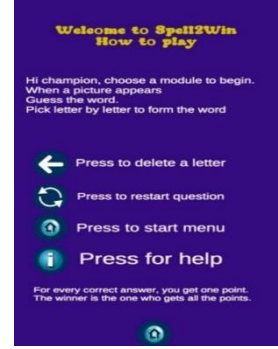 Welcome to Spell2Win
How to play
Hi champion, choose a module to begin.
When a picture appears
Guess the word.
Pick letter by letter to form the word
Press to delete a letter
Press to restart question
Press to start menu
Press for help
For every correct answer, you get one point.
The winner is the one who gets all the points.